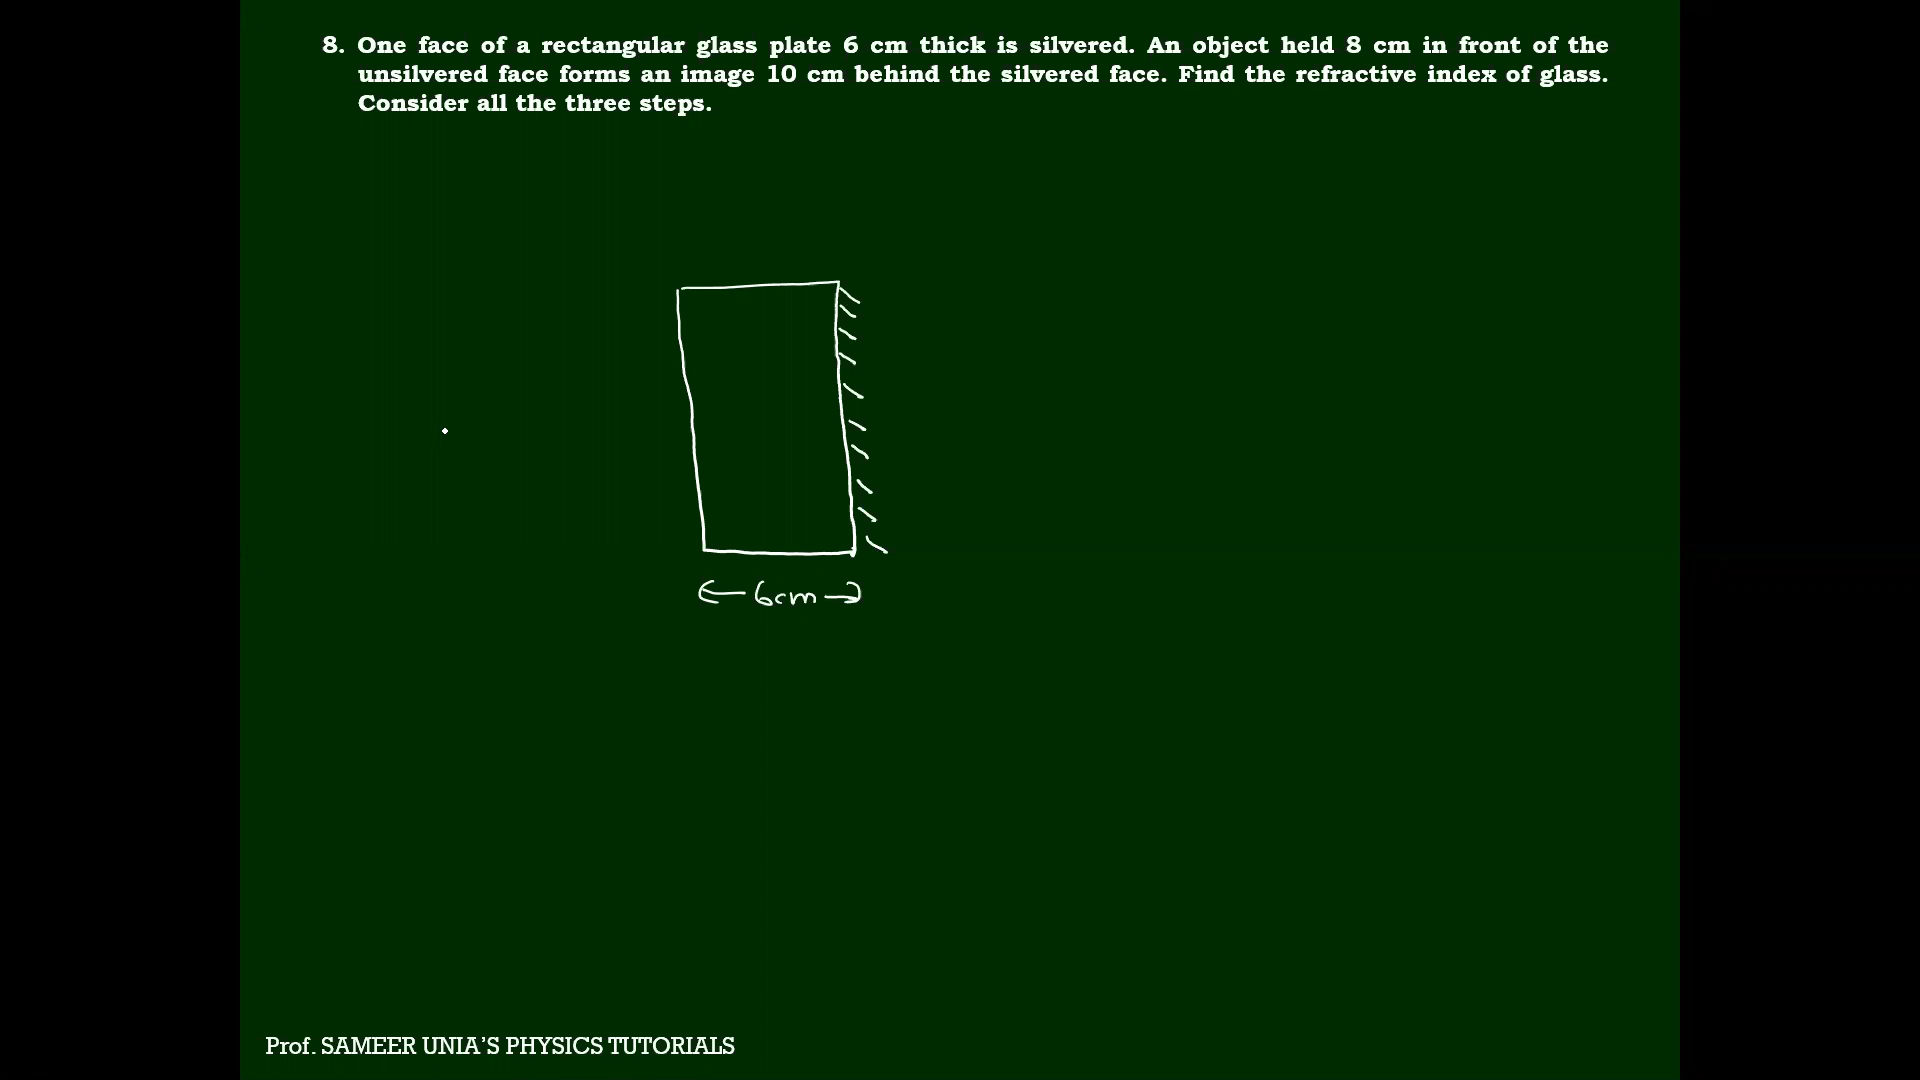 8. One face of a rectangular glass plate 6 cm thick is silvered. An object held 8 cm in front of the
unsilvered face forms an image 10 cm behind the silvered face. Find the refractive index of glass.
Consider all the three steps.
6cm
Prof. SAMEER UNIA'S PHYSICS TUTORIALS